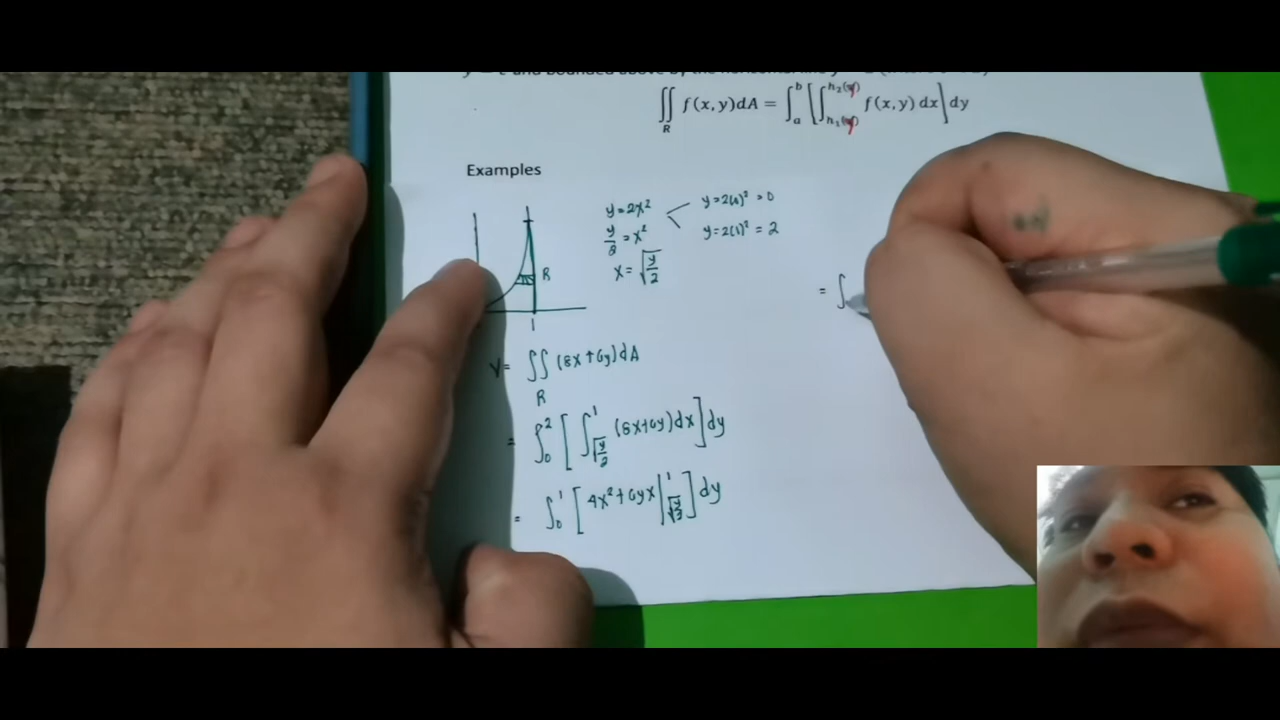 ∬_R f(x, y)dA = ∫_a^b [∫_{h₁(y)}^{h₂(y)} f(x, y) dx] dy
Examples
y=2x² y=2(0)²=0
y/2=x² y=2(1)²=2
x=√(y/2)
R
1
=∫
V=∬_R (8x+6y)dA
=∫_0^2 [∫_{√(y/2)}^1 (8x+6y)dx]dy
=∫_0^1 [4x²+6yx|_{√(y/2)}^1]dy